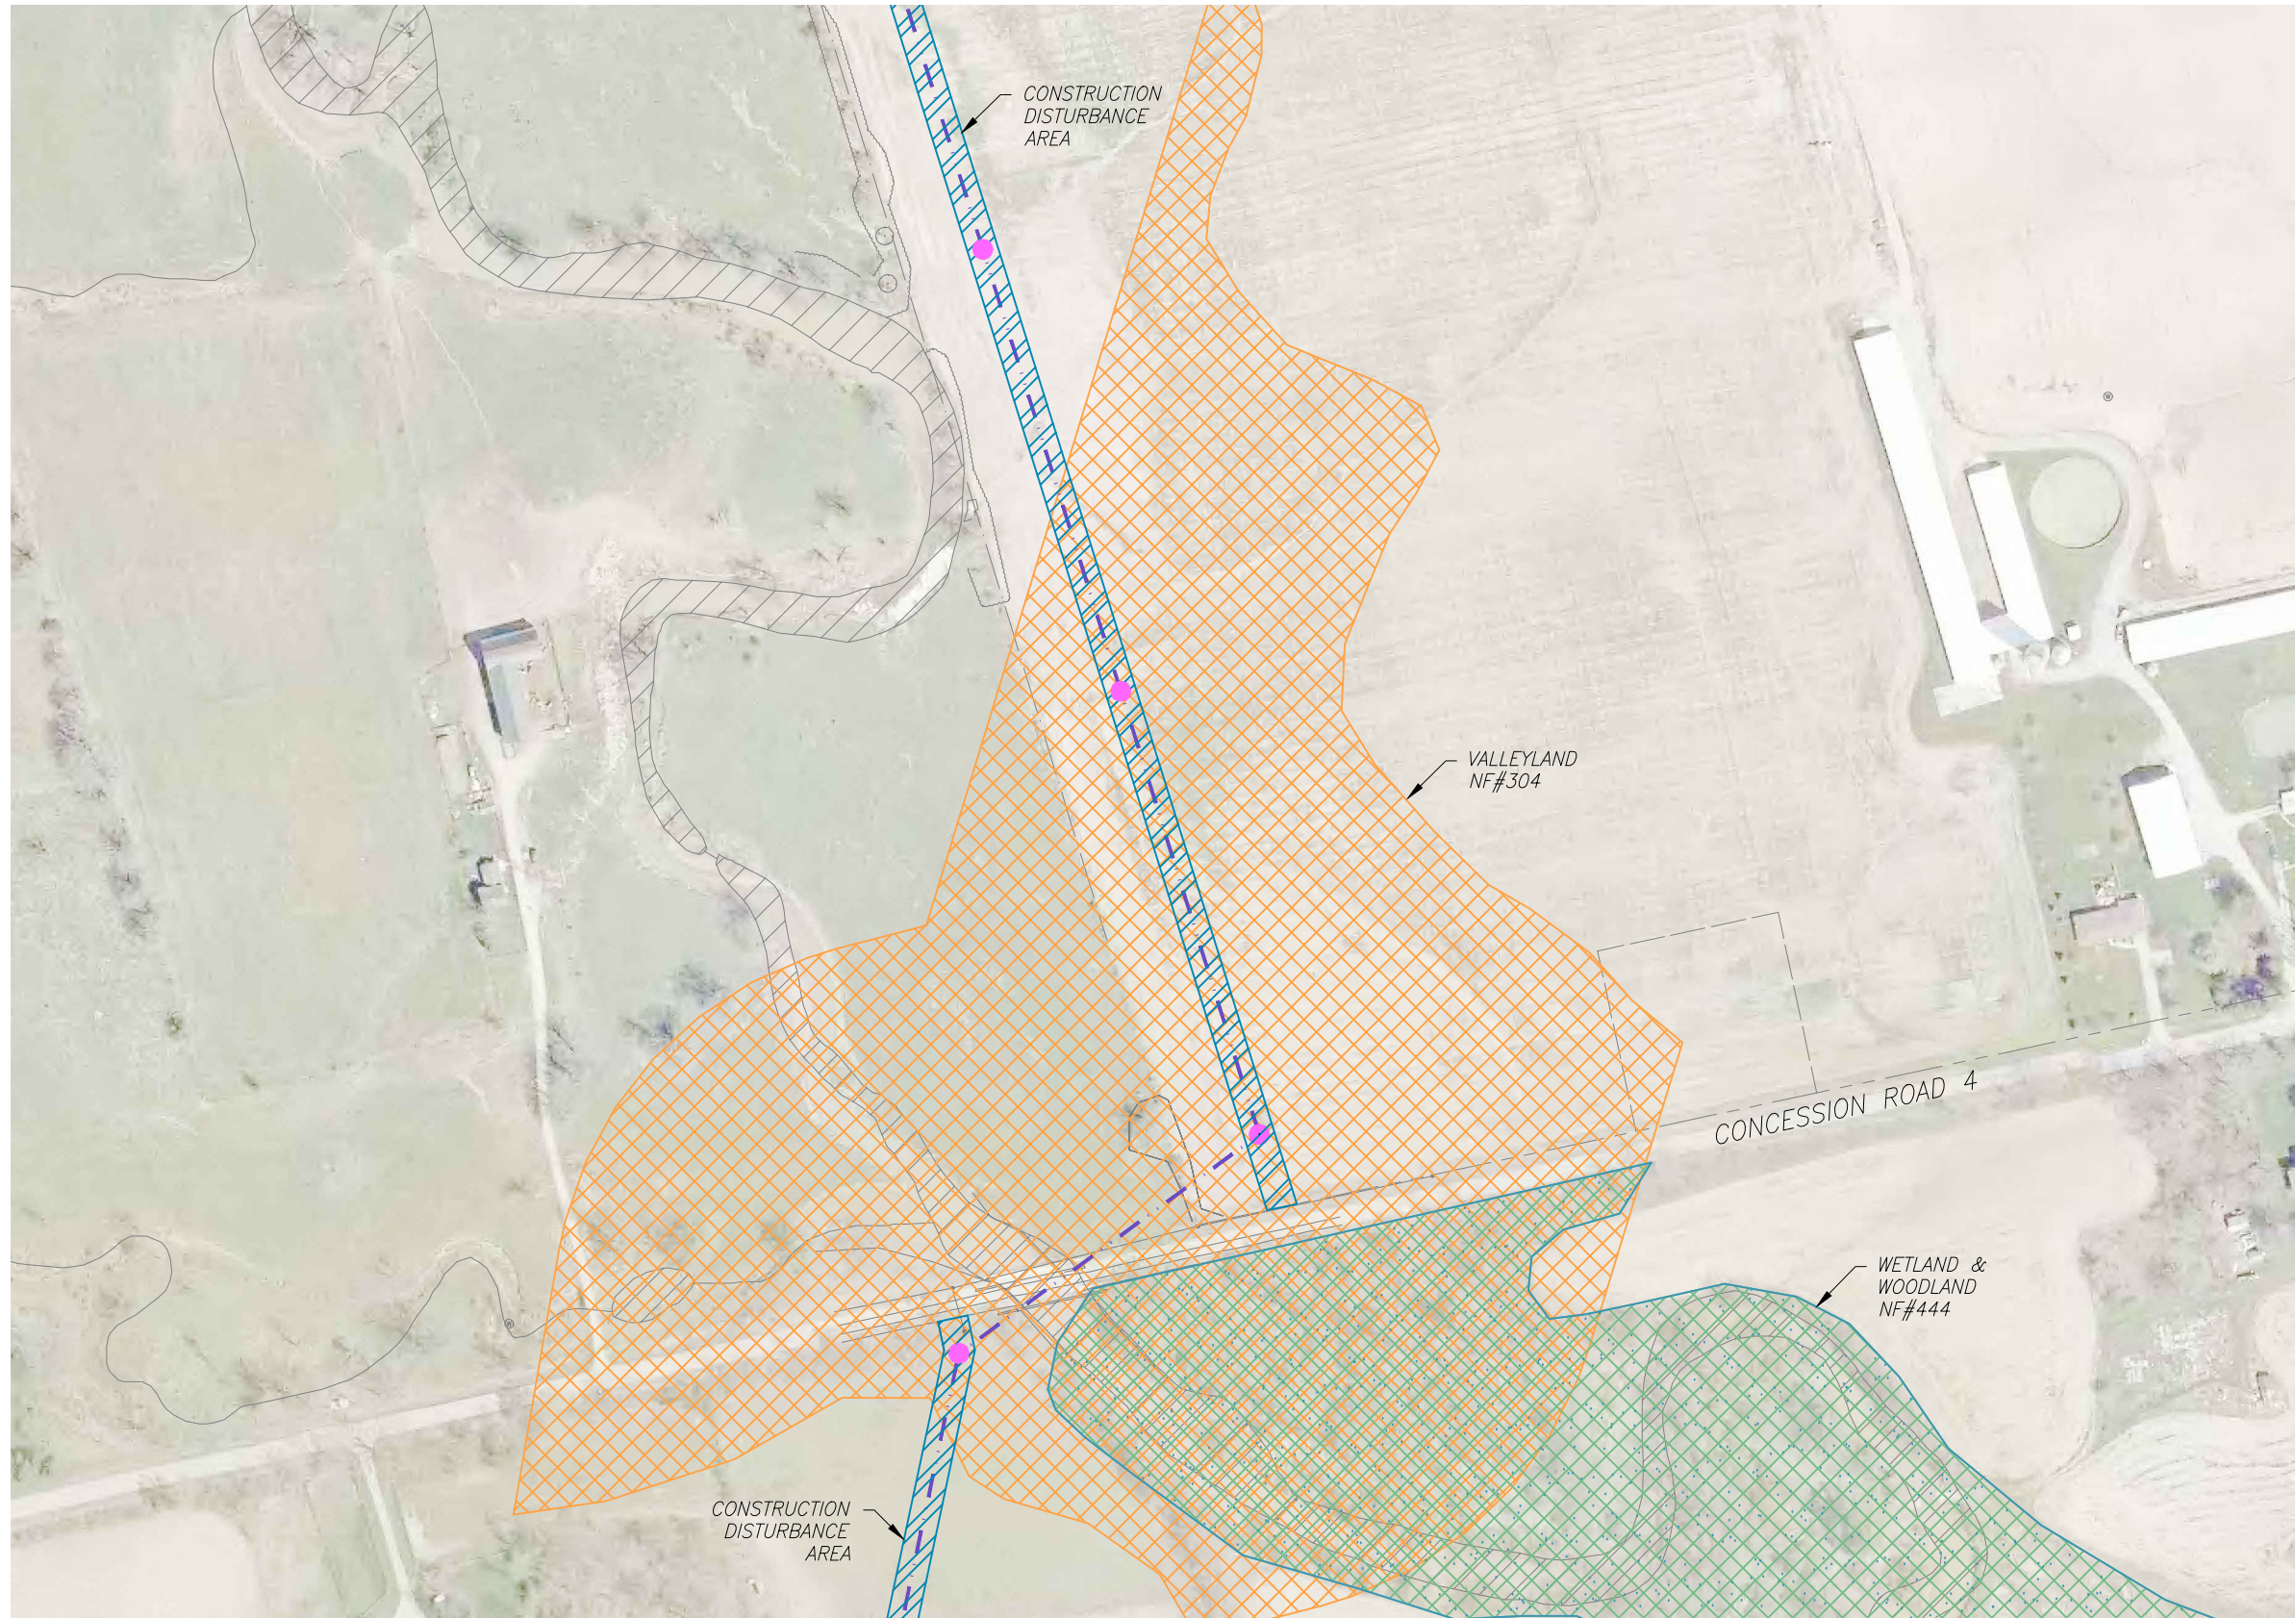 CONSTRUCTION
DISTURBANCE
AREA
VALLEYLAND
NF#304
CONCESSION ROAD 4
WETLAND &
WOODLAND
NF#444
CONSTRUCTION
DISTURBANCE
AREA